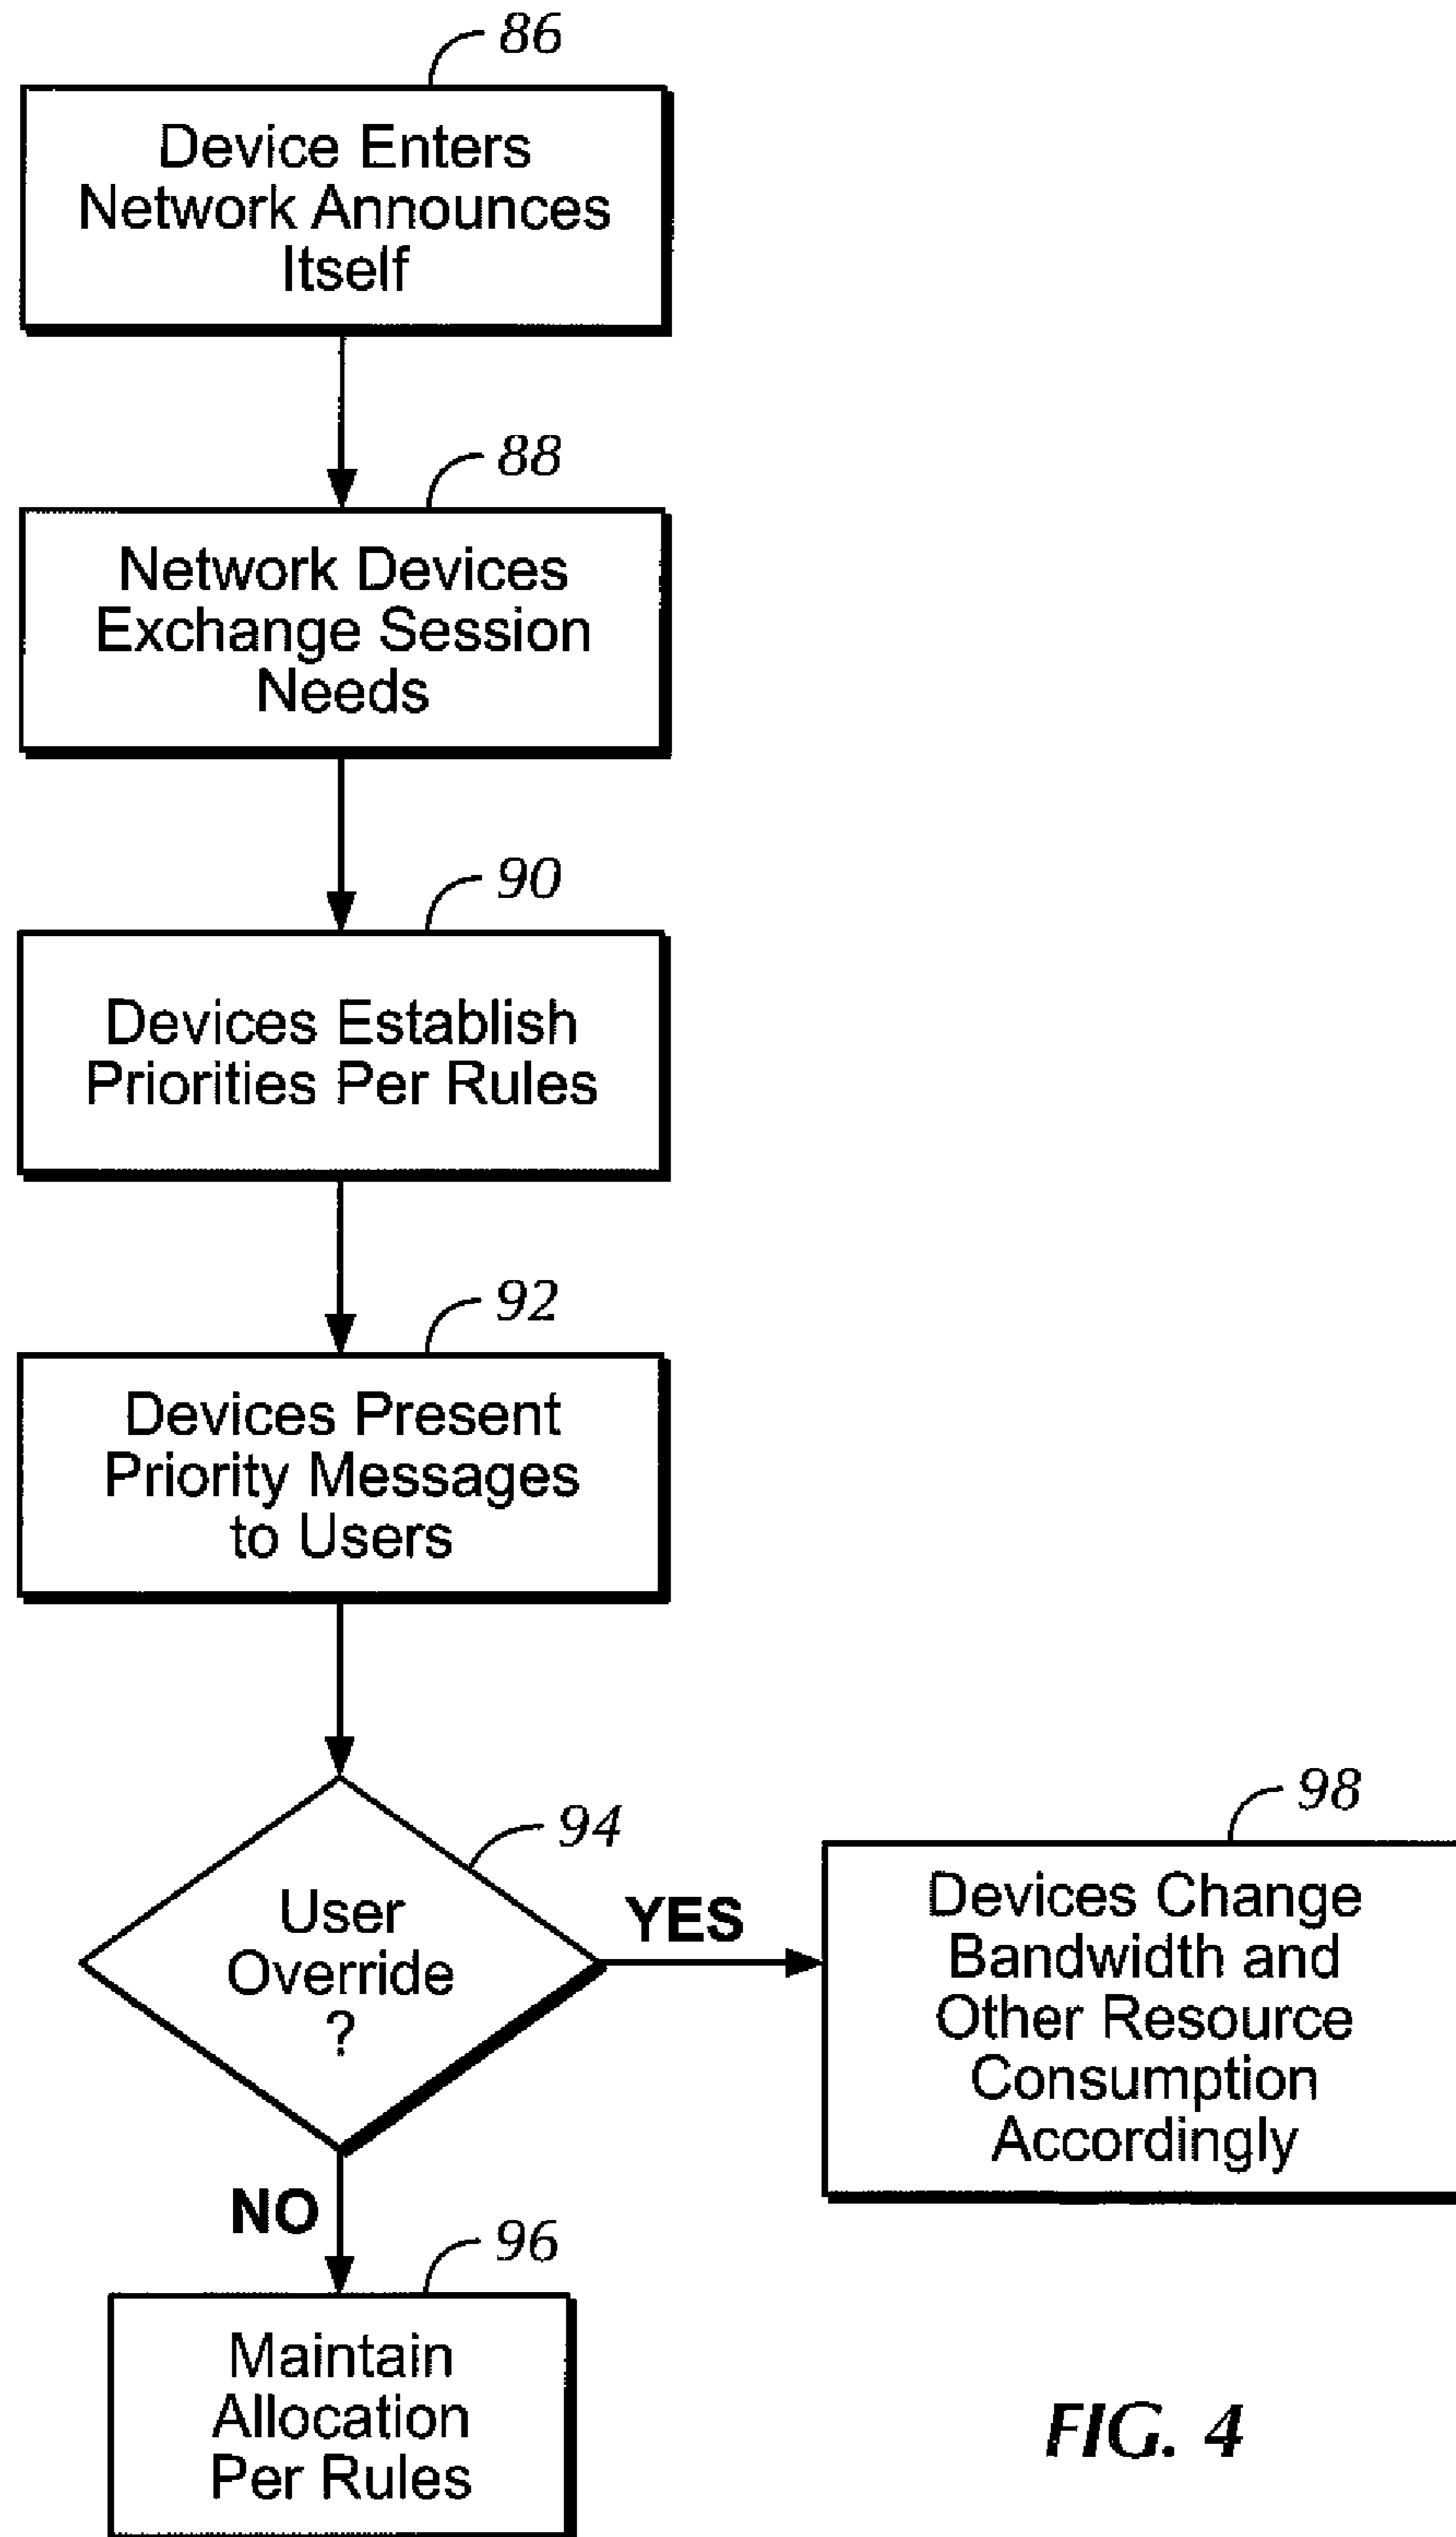 86
Device Enters
Network Announces
Itself
88
Network Devices
Exchange Session
Needs
90
Devices Establish
Priorities Per Rules
92
Devices Present
Priority Messages
to Users
94
User
Override
?
YES
98
Devices Change
Bandwidth and
Other Resource
Consumption
Accordingly
NO
96
Maintain
Allocation
Per Rules
FIG. 4